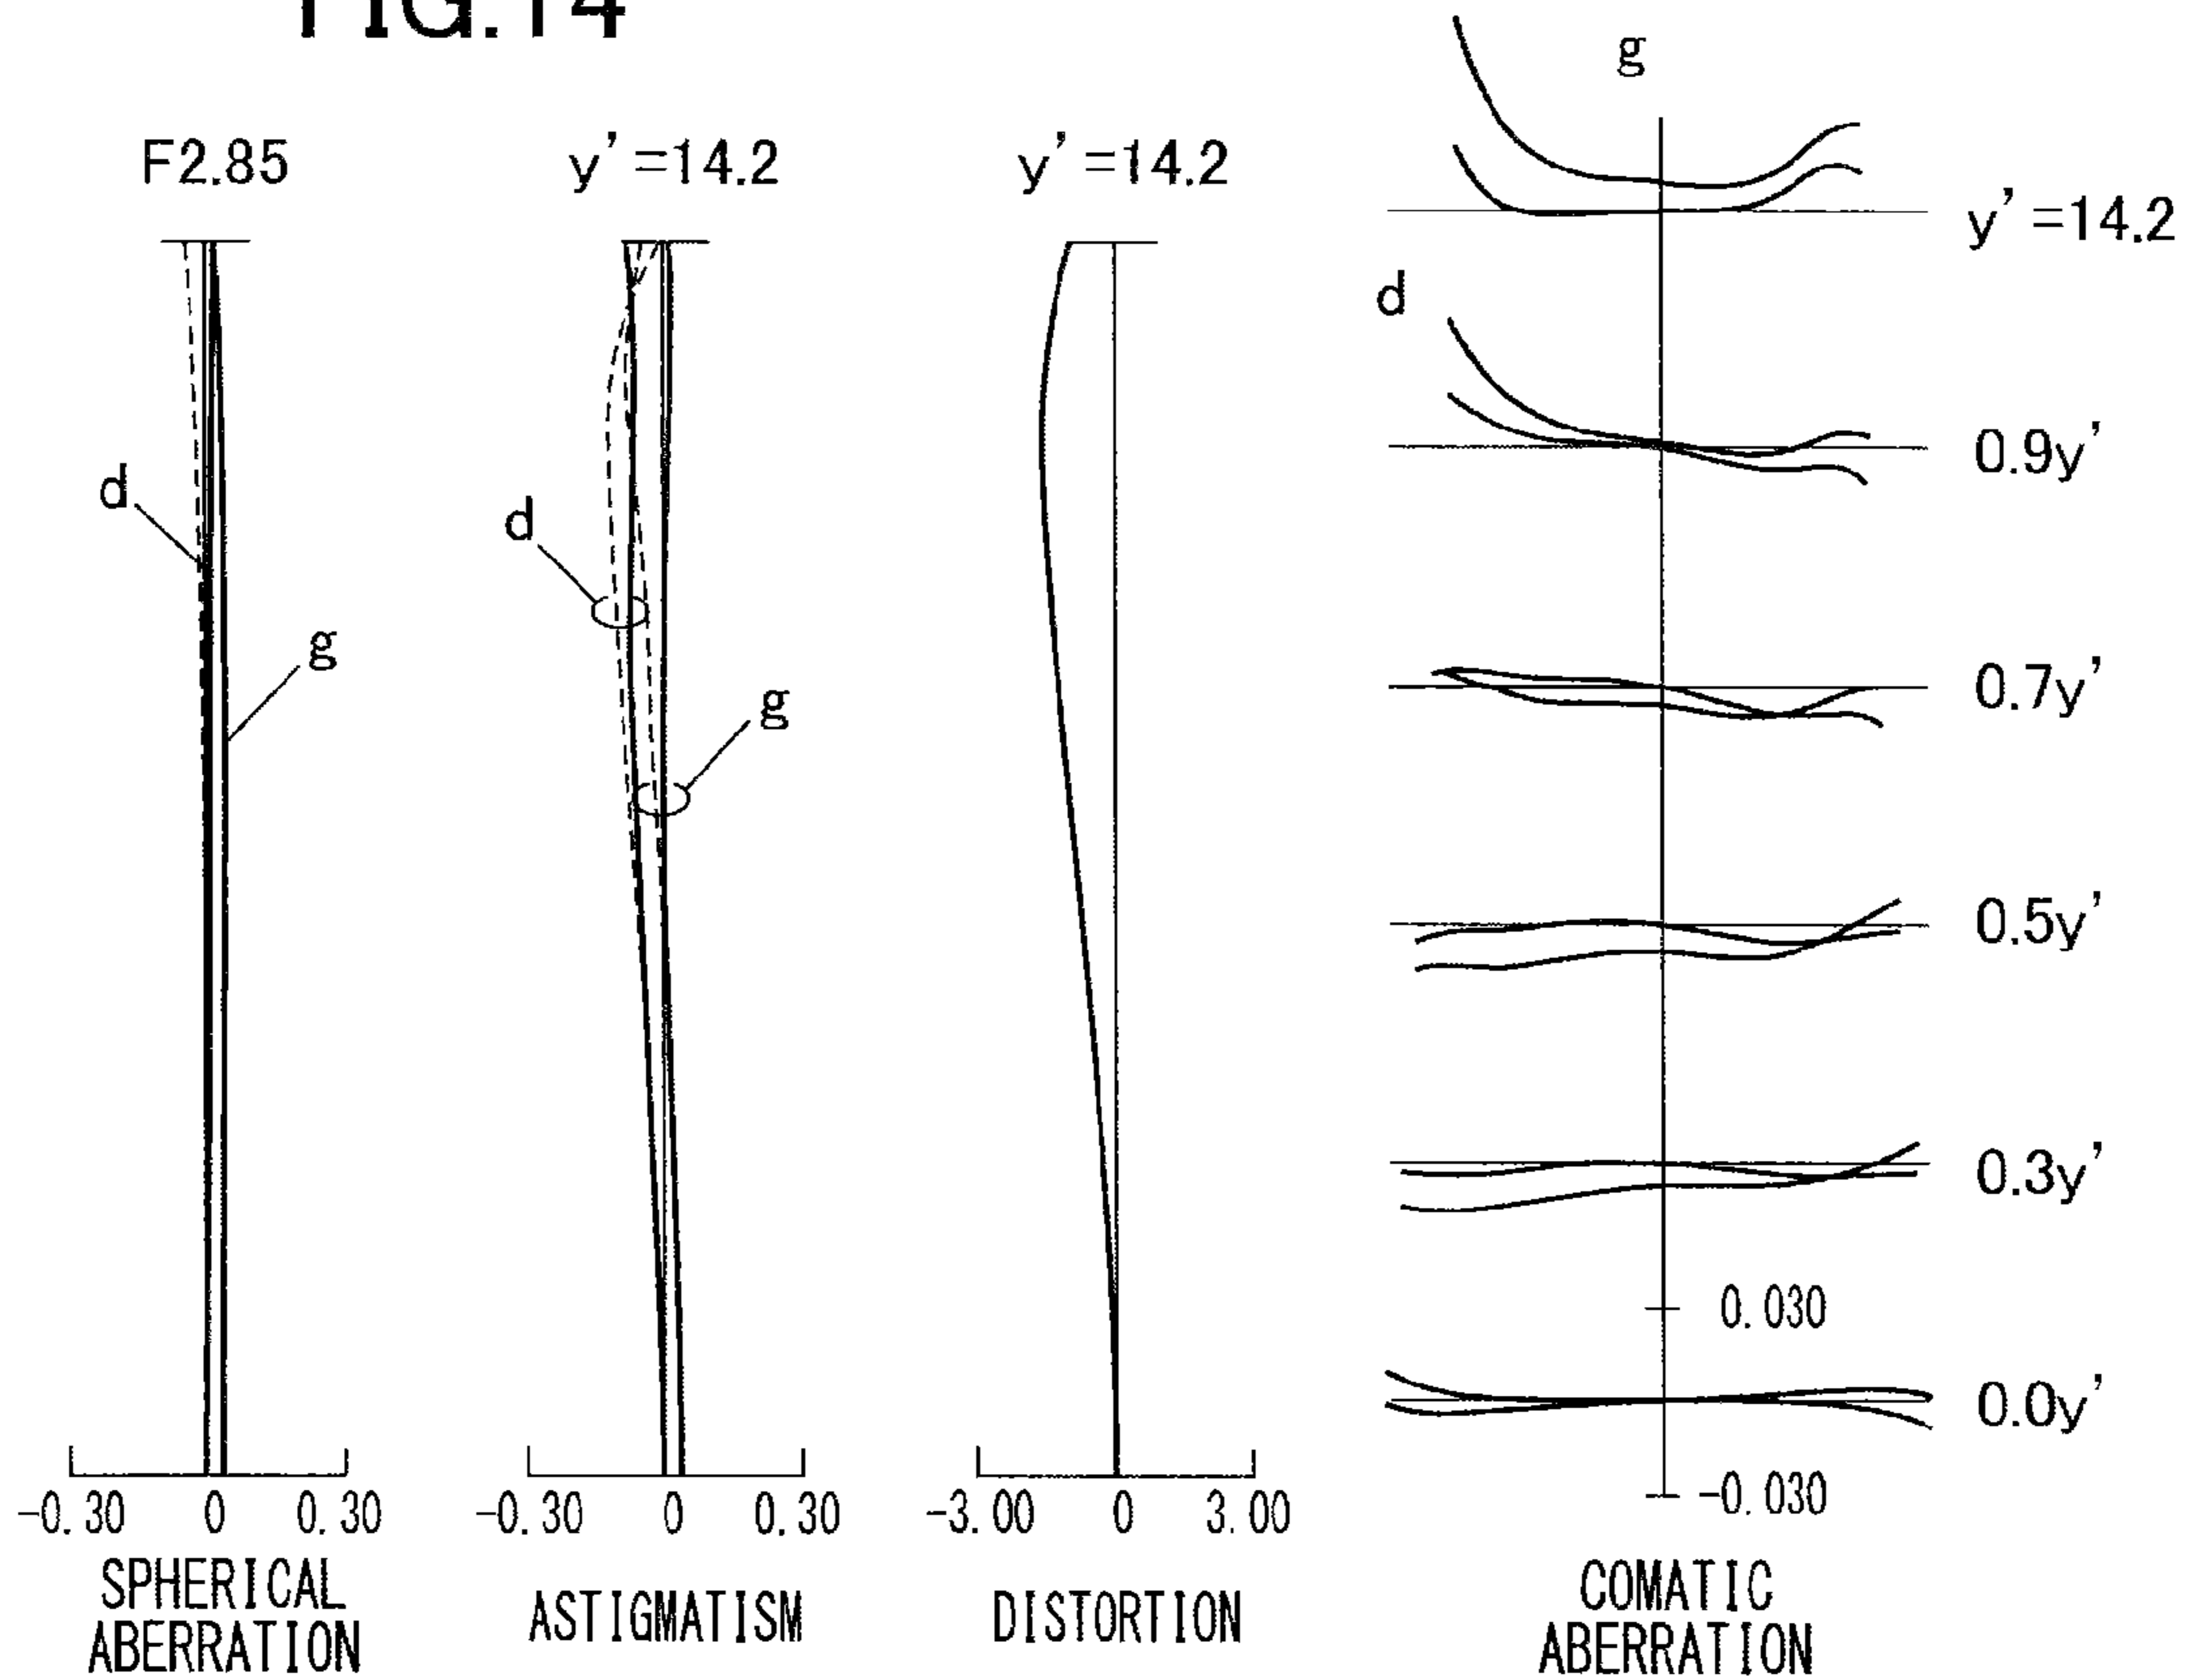 FIG.14
F2.85
d
g
-0.30 0 0.30
SPHERICAL
ABERRATION
y'=14.2
d
g
-0.30 0 0.30
ASTIGMATISM
y'=14.2
-3.00 0 3.00
DISTORTION
g
y'=14.2
d
0.9y'
0.7y'
0.5y'
0.3y'
0.030
0.0y'
-0.030
COMATIC
ABERRATION